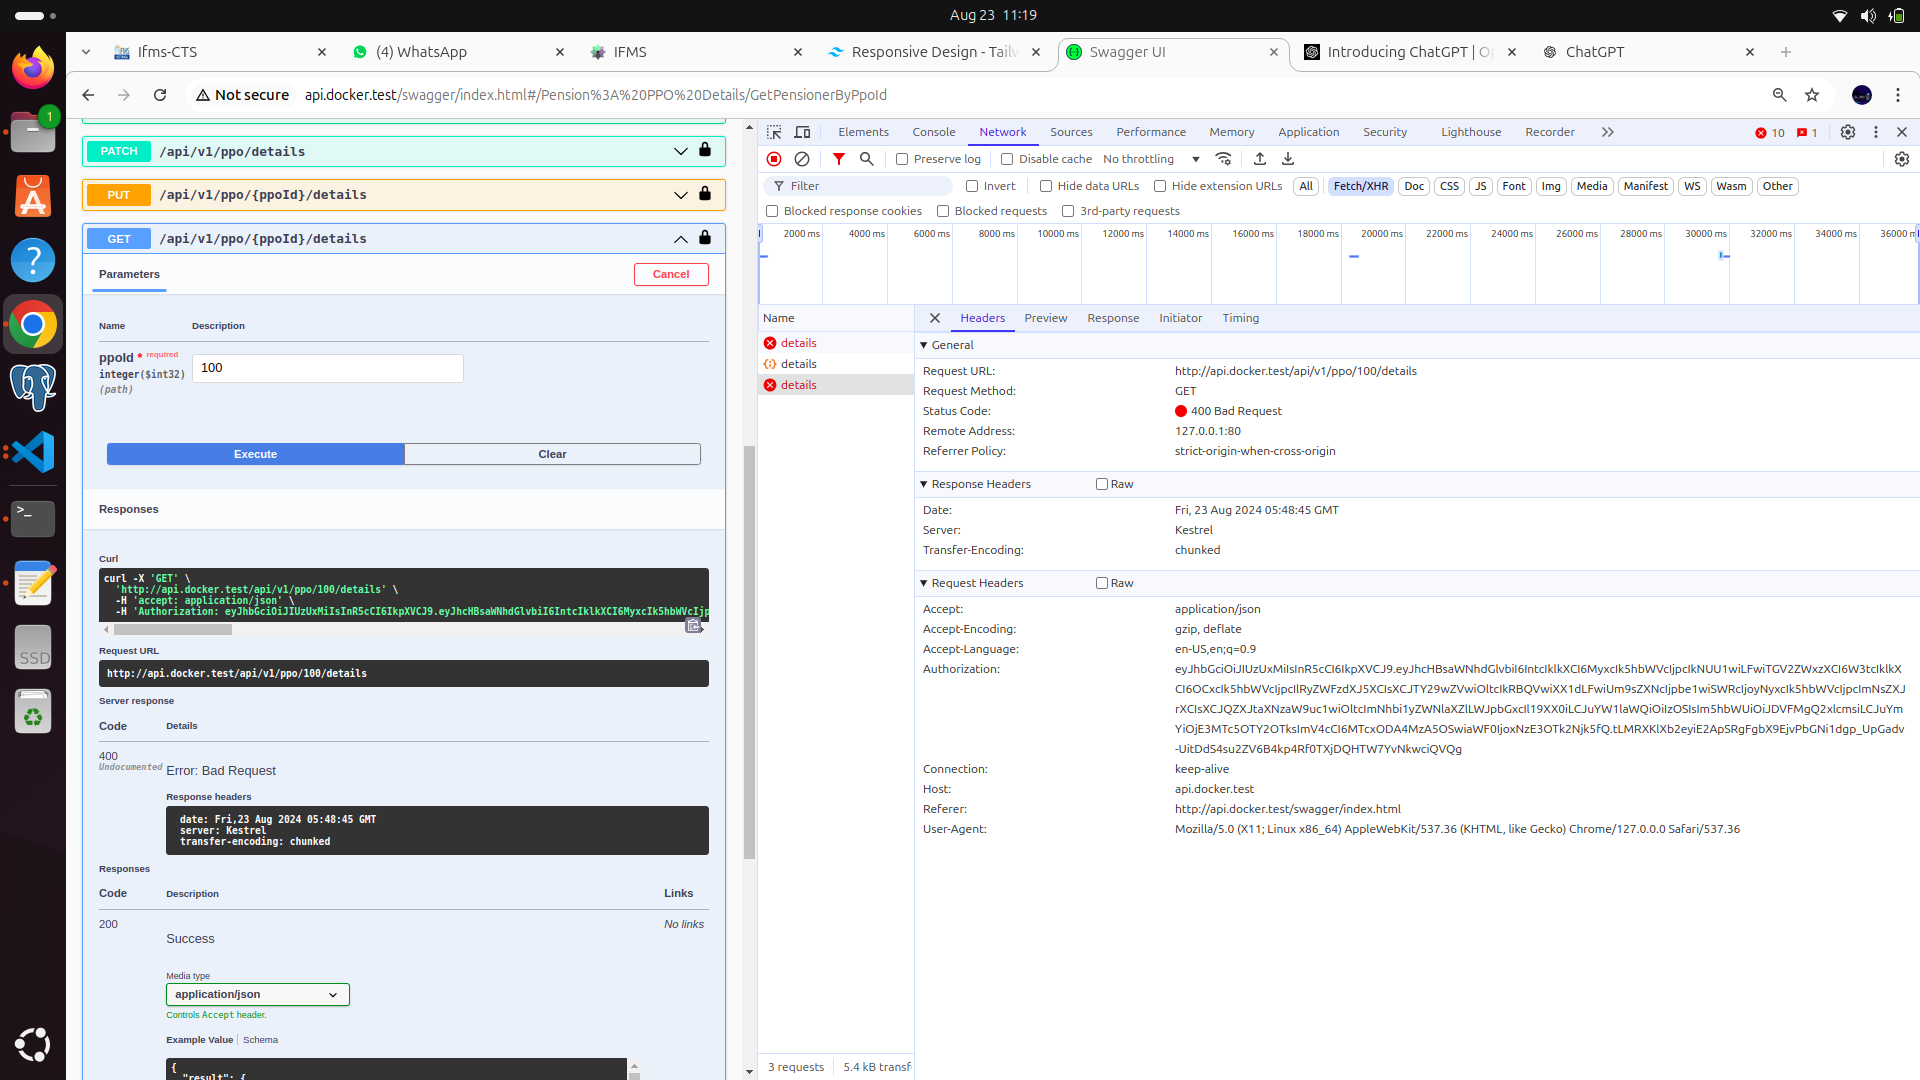 Aug 23 11:19
Ifms-CTS
(4) WhatsApp
IFMS
Responsive Design - Tailw
Swagger UI
Introducing ChatGPT | Op
ChatGPT
Not secure
api.docker.test/swagger/index.html#/Pension%3A%20PPO%20Details/GetPensionerByPpoId
1
SSD
PATCH /api/v1/ppo/details
PUT /api/v1/ppo/{ppoId}/details
GET /api/v1/ppo/{ppoId}/details
Parameters
Cancel
Name Description
ppoId * required
integer($int32)
(path)
100
Execute
Clear
Responses
Curl
curl -X 'GET' \
'http://api.docker.test/api/v1/ppo/100/details' \
-H 'accept: application/json' \
-H 'Authorization:
Request URL
http://api.docker.test/api/v1/ppo/100/details
Server response
Code Details
400
Undocumented
Error: Bad Request
Response headers
date: Fri,23 Aug 2024 05:48:45 GMT
server: Kestrel
transfer-encoding: chunked
Responses
Code Description Links
200 No links
Success
Media type
application/json
Controls Accept header.
Example Value Schema
{
"result": {
Elements Console Network Sources Performance Memory Application Security Lighthouse Recorder 10 1
Preserve log Disable cache No throttling
Filter Invert Hide data URLs Hide extension URLs All Fetch/XHR Doc CSS JS Font Img Media Manifest WS Wasm Other
Blocked response cookies Blocked requests 3rd-party requests
2000 ms 4000 ms 6000 ms 8000 ms 10000 ms 12000 ms 14000 ms 16000 ms 18000 ms 20000 ms 22000 ms 24000 ms 26000 ms 28000 ms 30000 ms 32000 ms 34000 ms 36000 m
Name
details
details
details
3 requests 5.4 kB transf
Headers Preview Response Initiator Timing
General
Request URL: http://api.docker.test/api/v1/ppo/100/details
Request Method: GET
Status Code: 400 Bad Request
Remote Address: 127.0.0.1:80
Referrer Policy: strict-origin-when-cross-origin
Response Headers Raw
Date: Fri, 23 Aug 2024 05:48:45 GMT
Server: Kestrel
Transfer-Encoding: chunked
Request Headers Raw
Accept: application/json
Accept-Encoding: gzip, deflate
Accept-Language: en-US,en;q=0.9
Authorization:
Connection: keep-alive
Host: api.docker.test
Referer: http://api.docker.test/swagger/index.html
User-Agent: Mozilla/5.0 (X11; Linux x86_64) AppleWebKit/537.36 (KHTML, like Gecko) Chrome/127.0.0.0 Safari/537.36